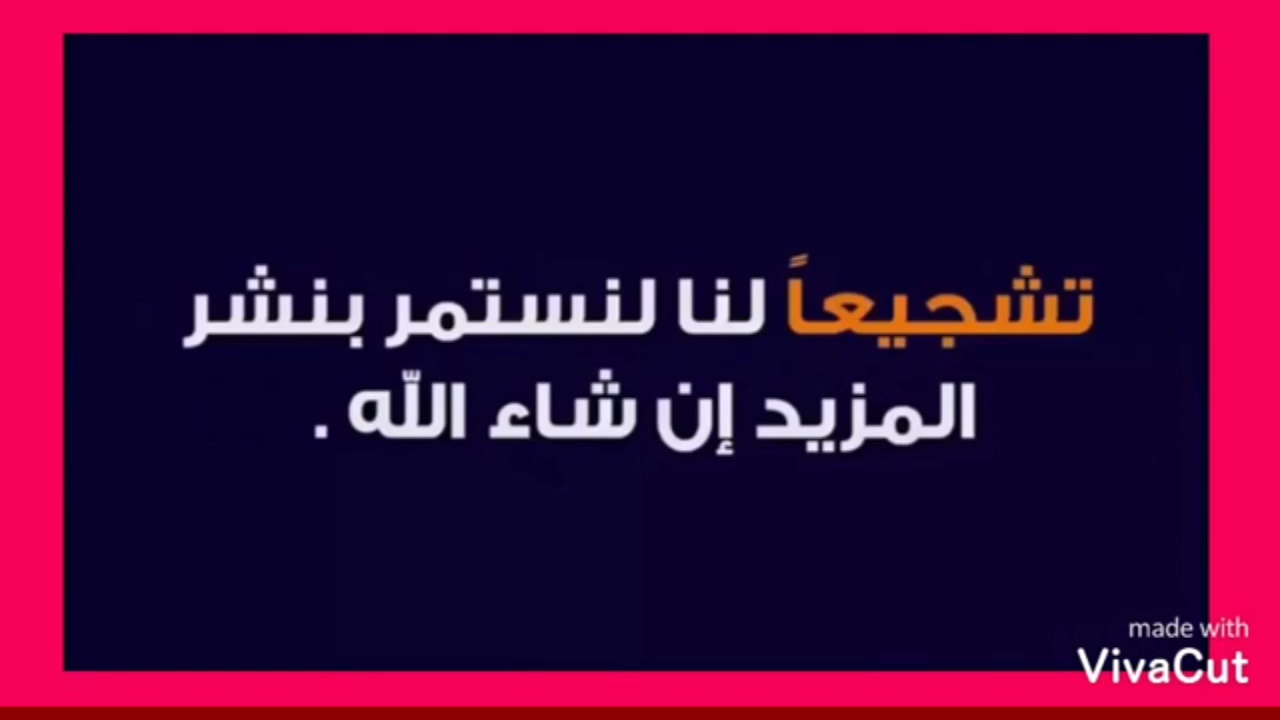 تشجيعاً لنا لنستمر بنشر
المزيد إن شاء اللّه .
made with
VivaCut